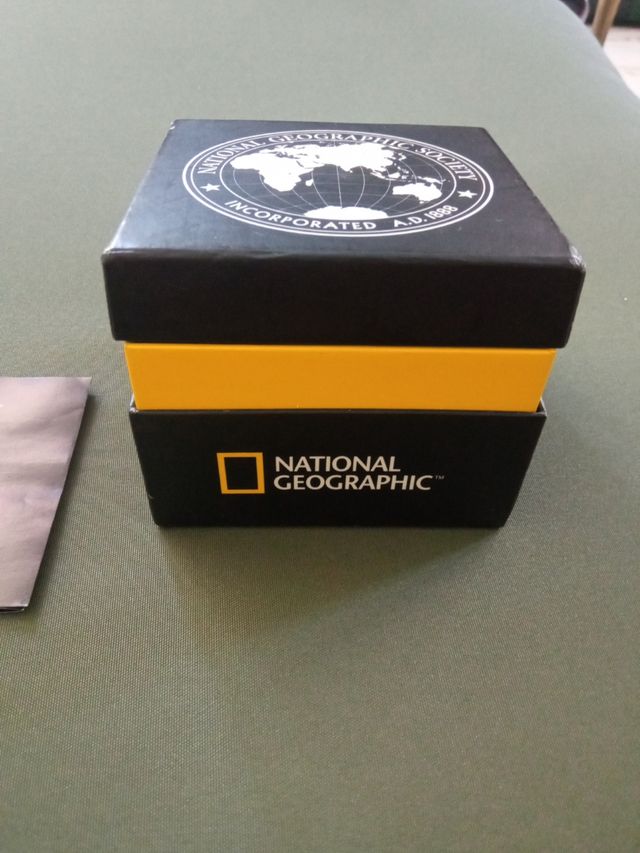 NATIONAL GEOGRAPHIC SOCIETY
INCORPORATED A.D. 1888
NATIONAL
GEOGRAPHIC™